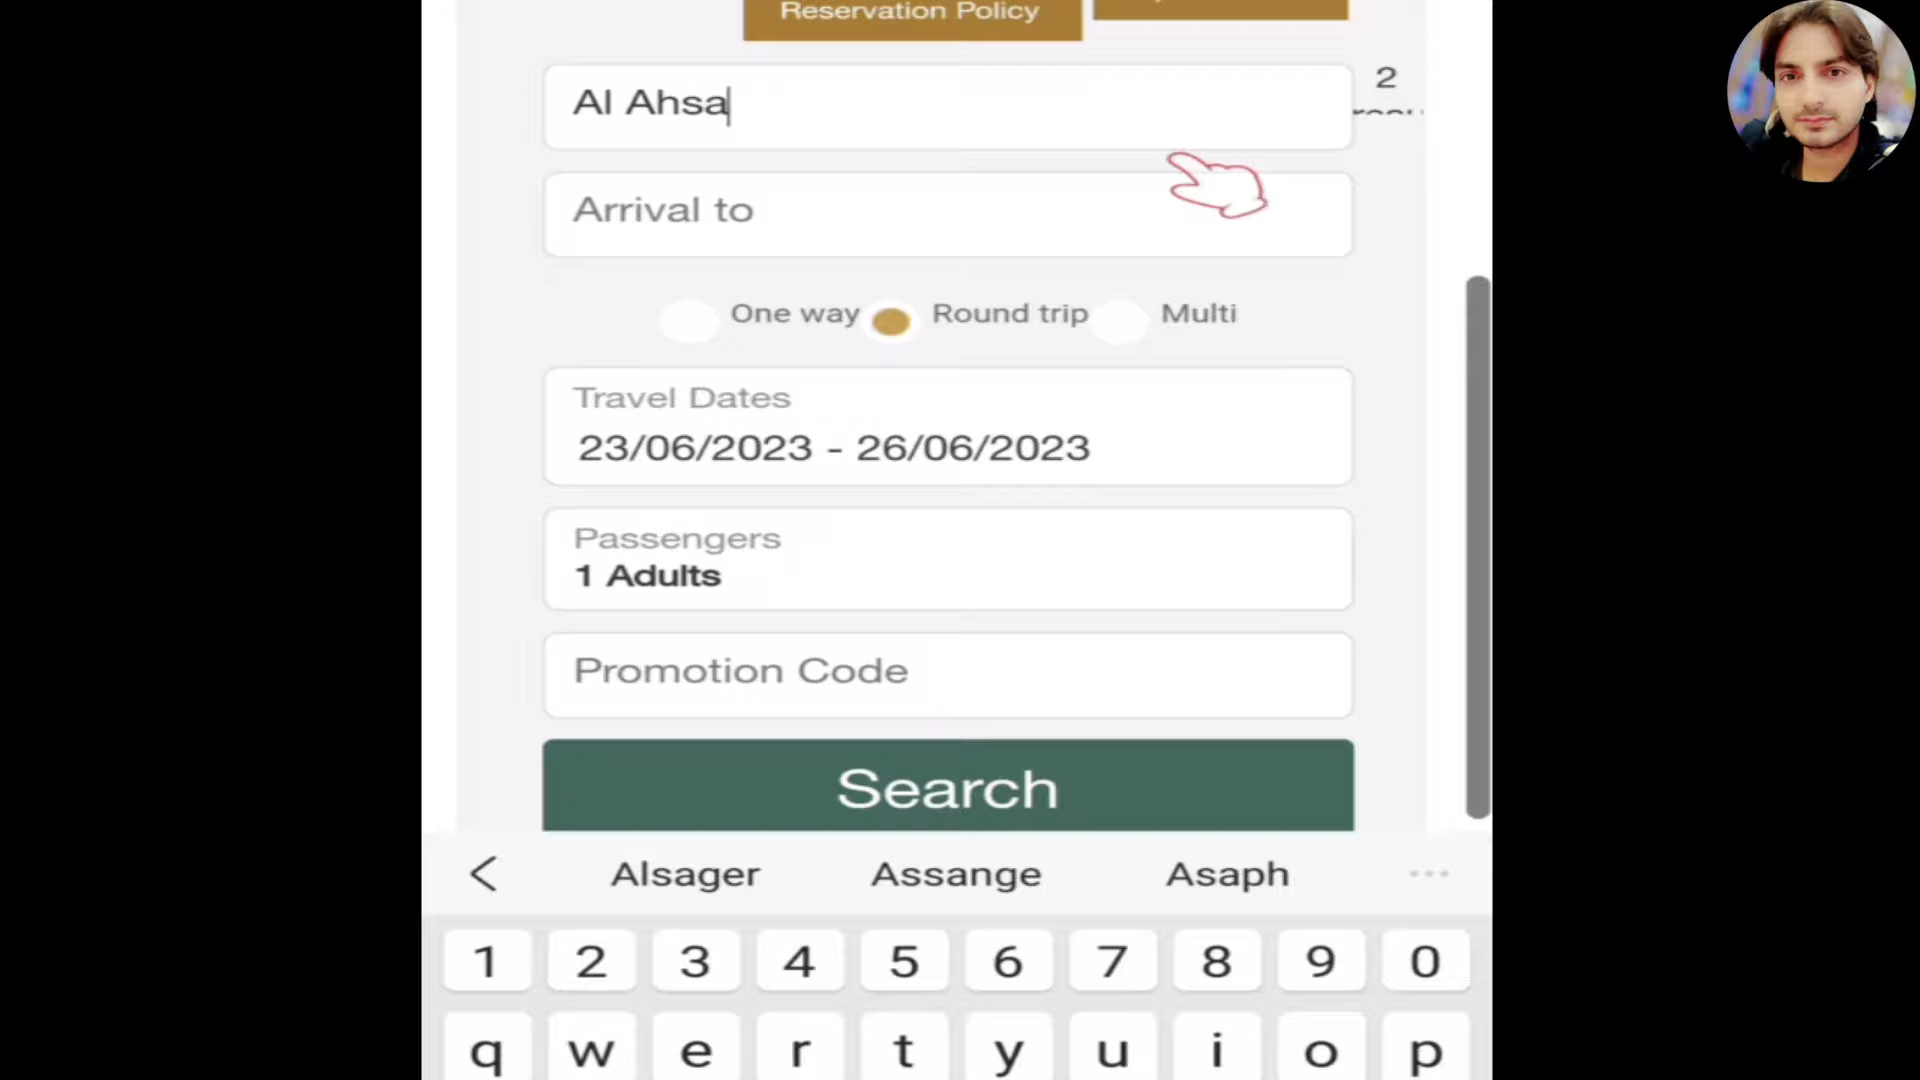 Reservation Policy
Al Ahsa
2
Arrival to
One way Round trip Multi
Travel Dates
23/06/2023 - 26/06/2023
Passengers
1 Adults
Promotion Code
Search
Alsager Assange Asaph ...
1 2 3 4 5 6 7 8 9 0
q w e r t y u i o p